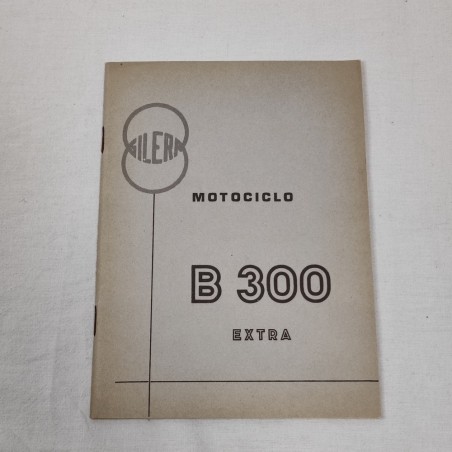 GILERA
MOTOCICLO
B 300
EXTRA